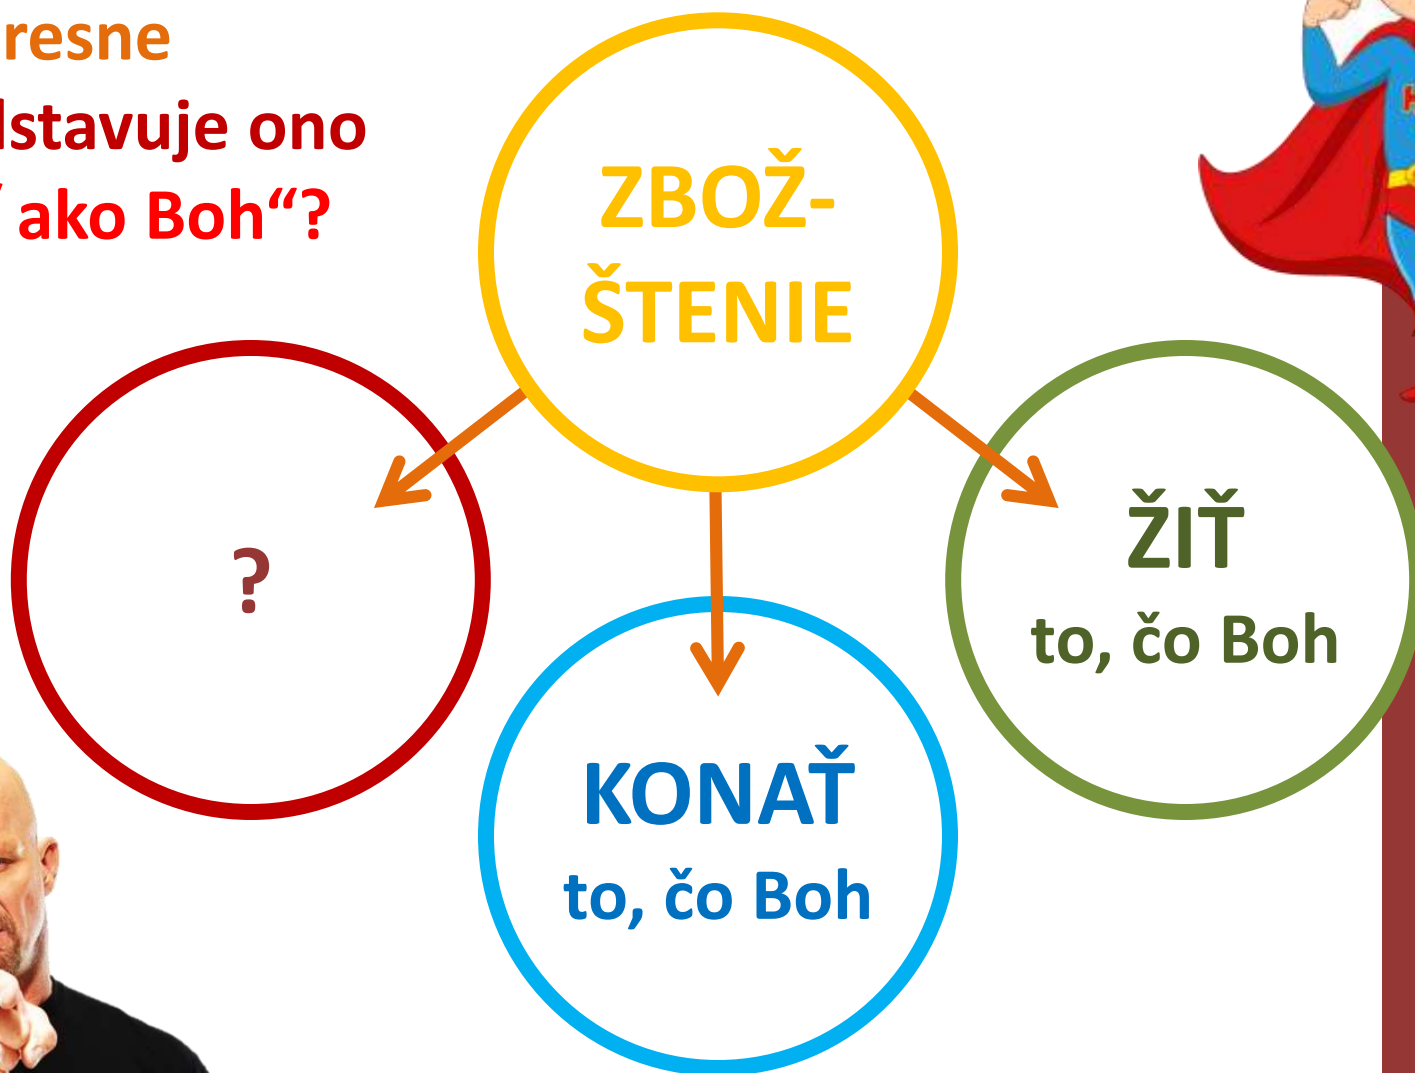 resne
dstavuje ono
ako Boh“?
ZBOŽ-
ŠTENIE
?
ŽIŤ
to, čo Boh
KONAŤ
to, čo Boh
H